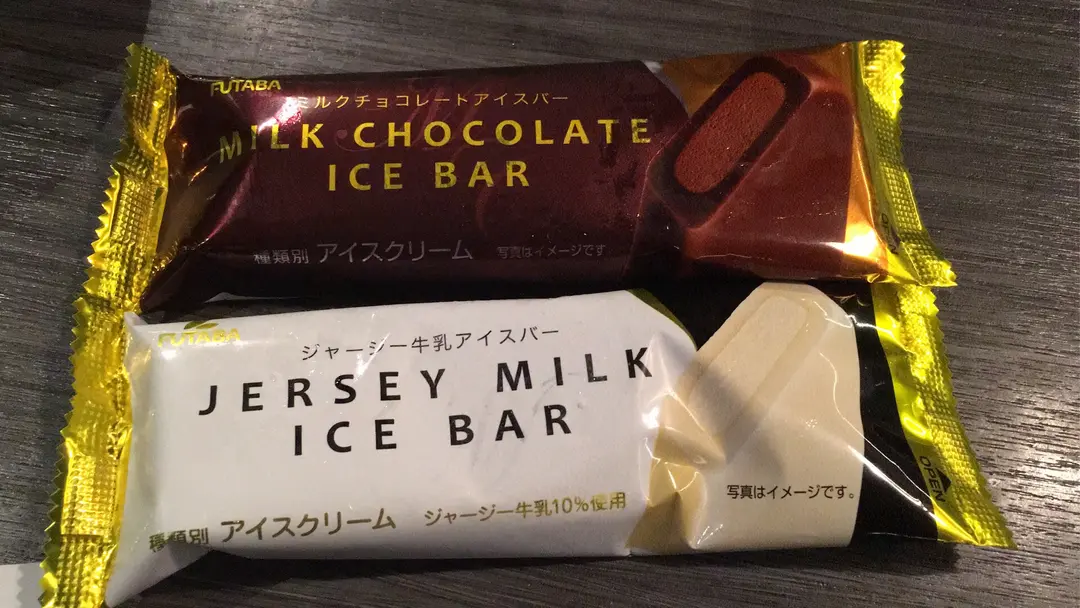 FUTABA
ミルクチョコレートアイスバー
MILK CHOCOLATE
ICE BAR
種類別 アイスクリーム 写真はイメージです
FUTABA
ジャージー牛乳アイスバー
JERSEY MILK
ICE BAR
写真はイメージです。
種類別 アイスクリーム ジャージー牛乳10%使用
OPEN